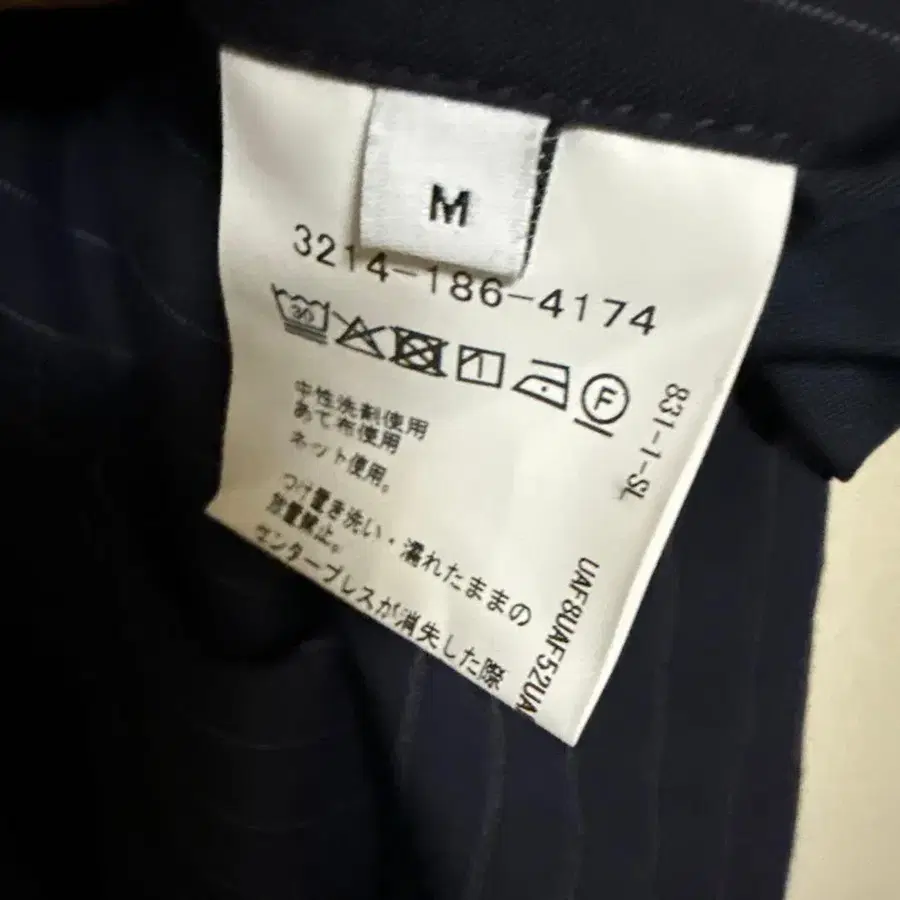 M
3214-186-4174
30
F
中性洗剤使用
あて布使用
ネット使用。
つけ置き洗い・濡れたままの
放置禁止。
センタープレスが消失した際
831-1-SL
UAF8UAF52UA